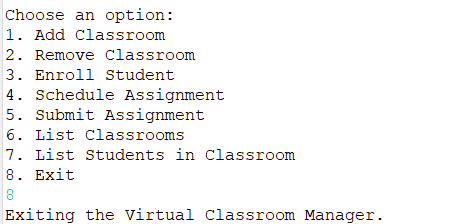 Choose an option:
1. Add Classroom
2. Remove Classroom
3. Enroll Student
4. Schedule Assignment
5. Submit Assignment
6. List Classrooms
7. List Students in Classroom
8. Exit
8
Exiting the Virtual Classroom Manager.